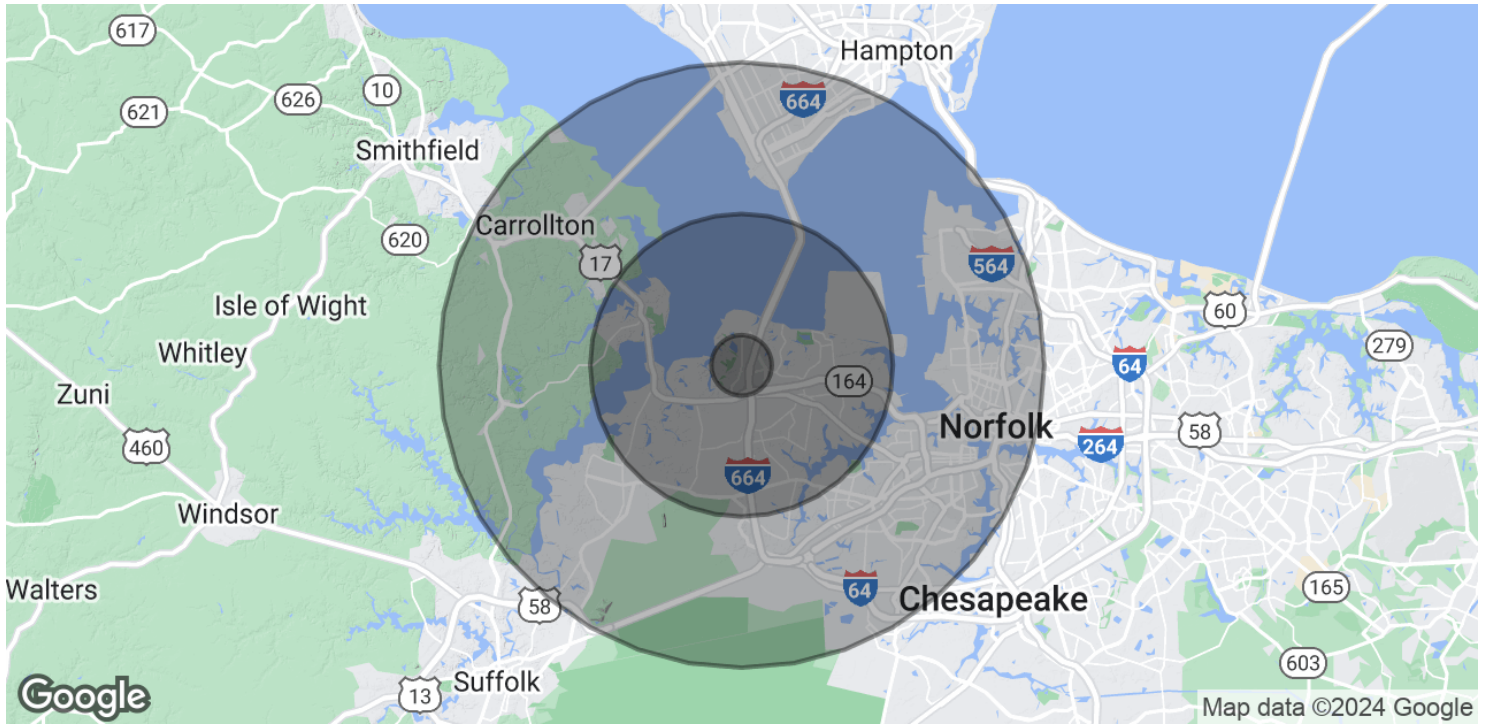 617
Hampton
10
626
664
621
Smithfield
Carrollton
620
17
564
Isle of Wight
60
279
Whitley
64
164
Zuni
Norfolk
58
460
264
664
Windsor
Walters
58
64
Chesapeake
165
603
Suffolk
13
Google
Map data ©2024 Google